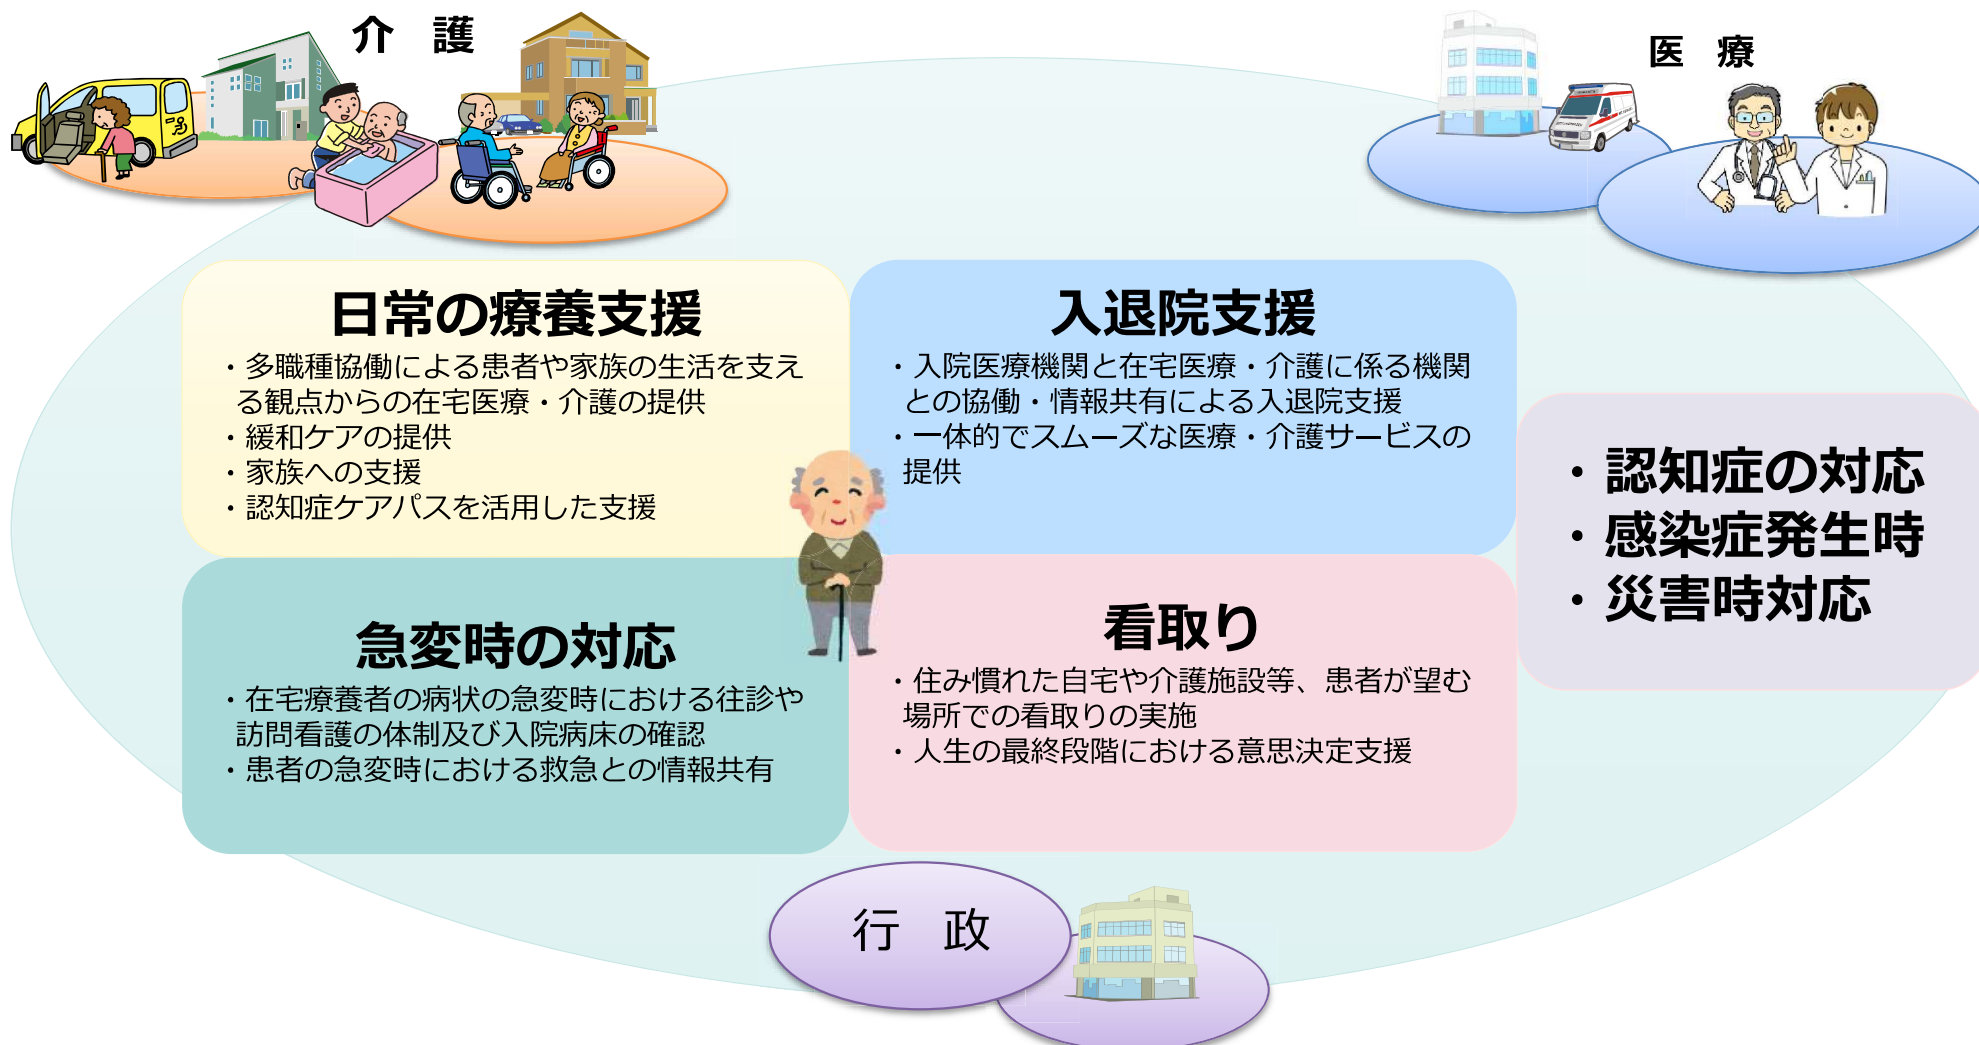 介 護
医 療
日常の療養支援
・多職種協働による患者や家族の生活を支え
る観点からの在宅医療・介護の提供
・緩和ケアの提供
・家族への支援
・認知症ケアパスを活用した支援
入退院支援
・入院医療機関と在宅医療・介護に係る機関
との協働・情報共有による入退院支援
・一体的でスムーズな医療・介護サービスの
提供
・認知症の対応
・感染症発生時
・災害時対応
急変時の対応
・在宅療養者の病状の急変時における往診や
訪問看護の体制及び入院病床の確認
・患者の急変時における救急との情報共有
看取り
・住み慣れた自宅や介護施設等、患者が望む
場所での看取りの実施
・人生の最終段階における意思決定支援
行 政